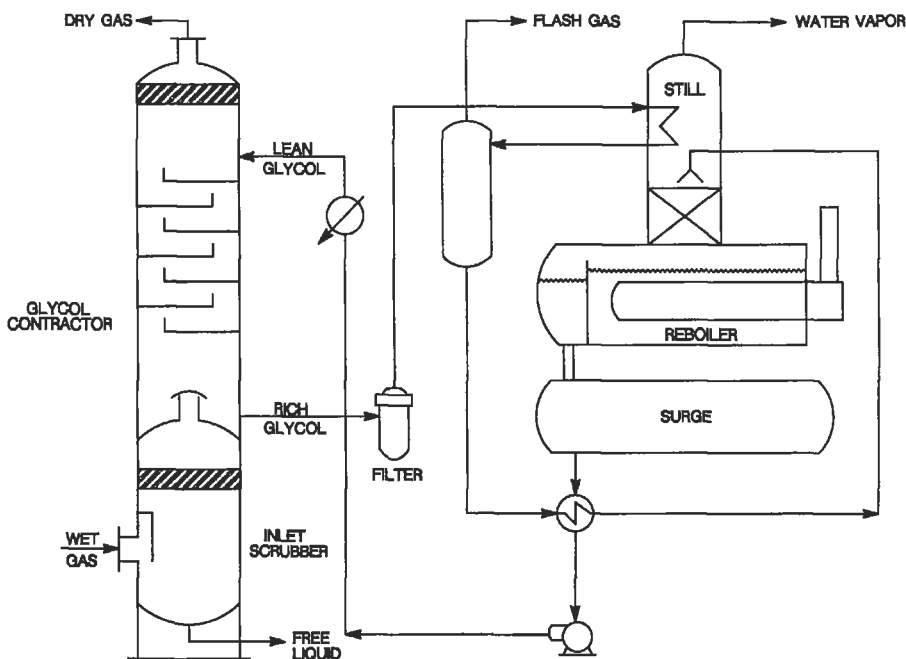 DRY GAS
FLASH GAS
WATER VAPOR
STILL
LEAN
GLYCOL
GLYCOL
CONTRACTOR
REBOILER
RICH
GLYCOL
SURGE
FILTER
WET
GAS
INLET
SCRUBBER
FREE
LIQUID